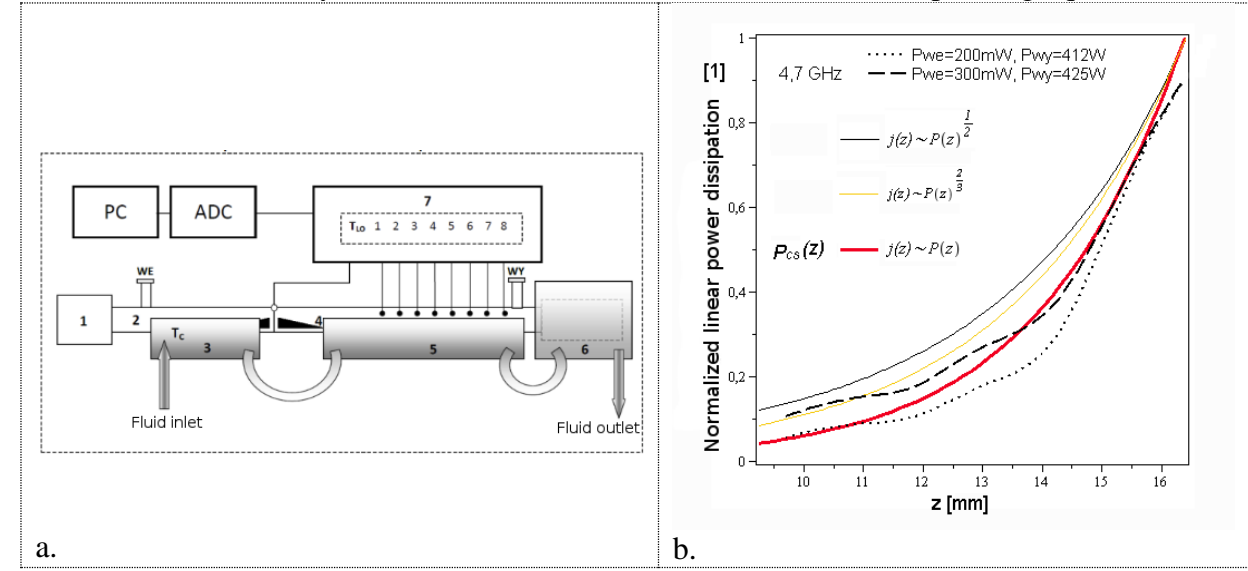 PC
ADC
7
T_LO 1 2 3 4 5 6 7 8
WE
WY
1
2
T_C
3
4
5
6
Fluid inlet
Fluid outlet
a.
Normalized linear power dissipation [1]
1
0,8
0,6
0,4
0,2
0
4,7 GHz
Pwe=200mW, Pwy=412W
Pwe=300mW, Pwy=425W
j(z) ~ P(z)^(1/2)
j(z) ~ P(z)^(2/3)
P_cs(z)
j(z) ~ P(z)
10 11 12 13 14 15 16
z [mm]
b.